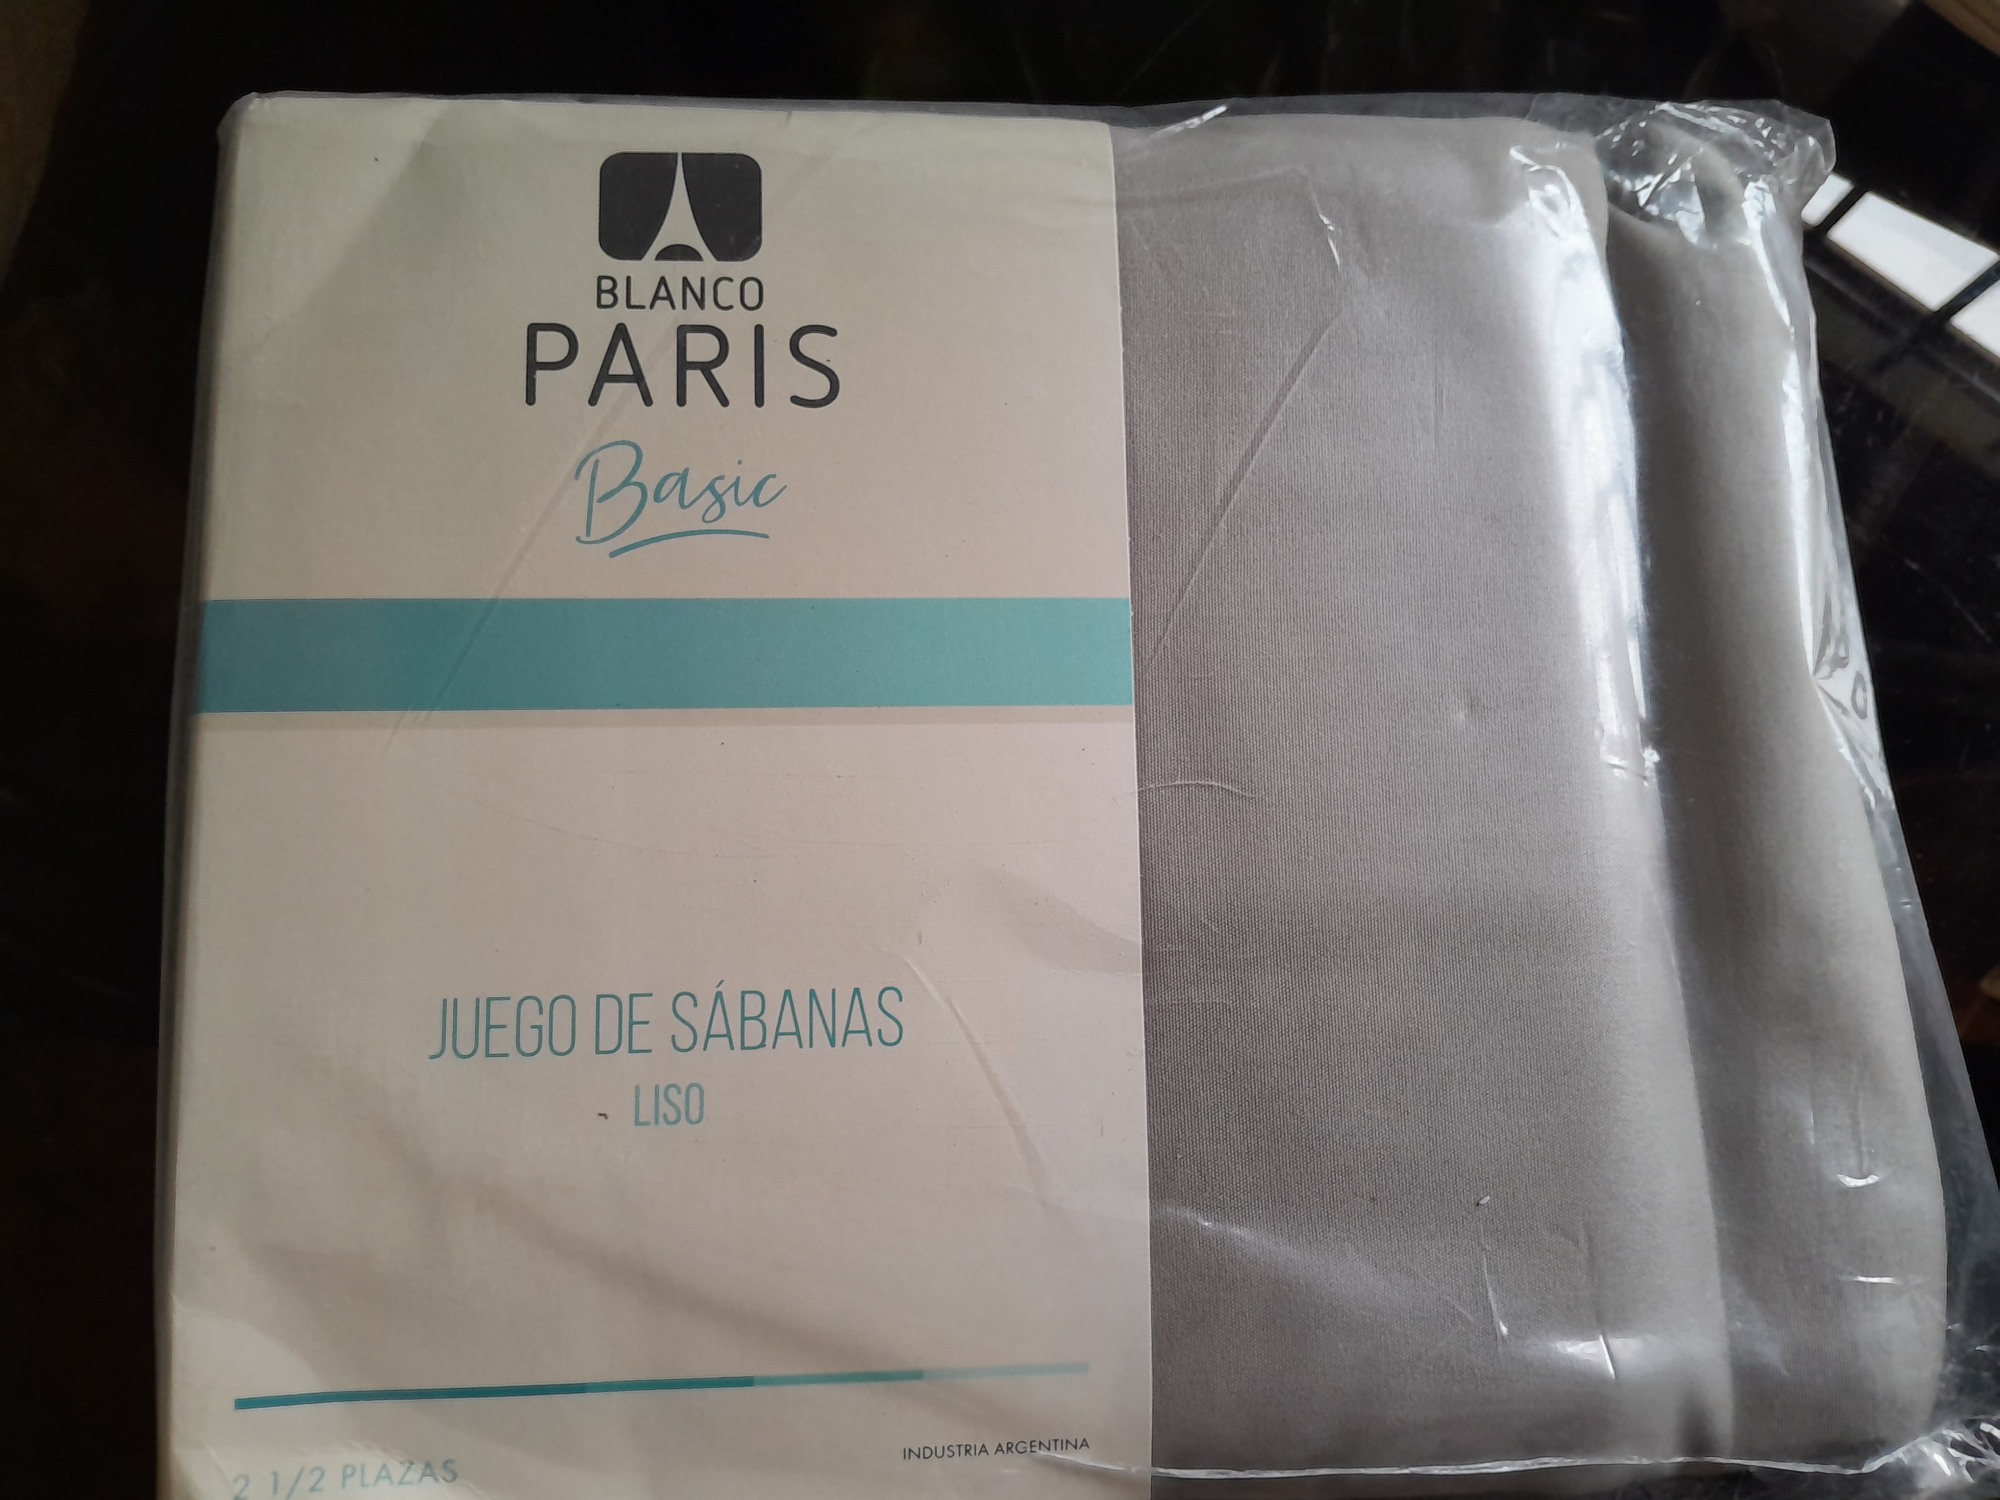 BLANCO
PARIS
Basic
JUEGO DE SÁBANAS
LISO
INDUSTRIA ARGENTINA
2 1/2 PLAZAS